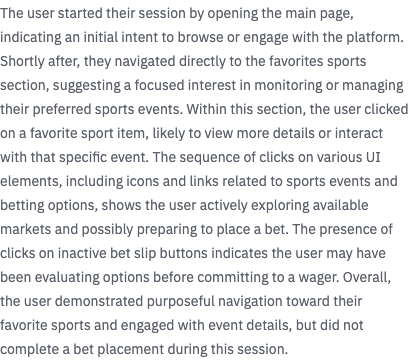 The user started their session by opening the main page,
indicating an initial intent to browse or engage with the platform.
Shortly after, they navigated directly to the favorites sports
section, suggesting a focused interest in monitoring or managing
their preferred sports events. Within this section, the user clicked
on a favorite sport item, likely to view more details or interact
with that specific event. The sequence of clicks on various UI
elements, including icons and links related to sports events and
betting options, shows the user actively exploring available
markets and possibly preparing to place a bet. The presence of
clicks on inactive bet slip buttons indicates the user may have
been evaluating options before committing to a wager. Overall,
the user demonstrated purposeful navigation toward their
favorite sports and engaged with event details, but did not
complete a bet placement during this session.